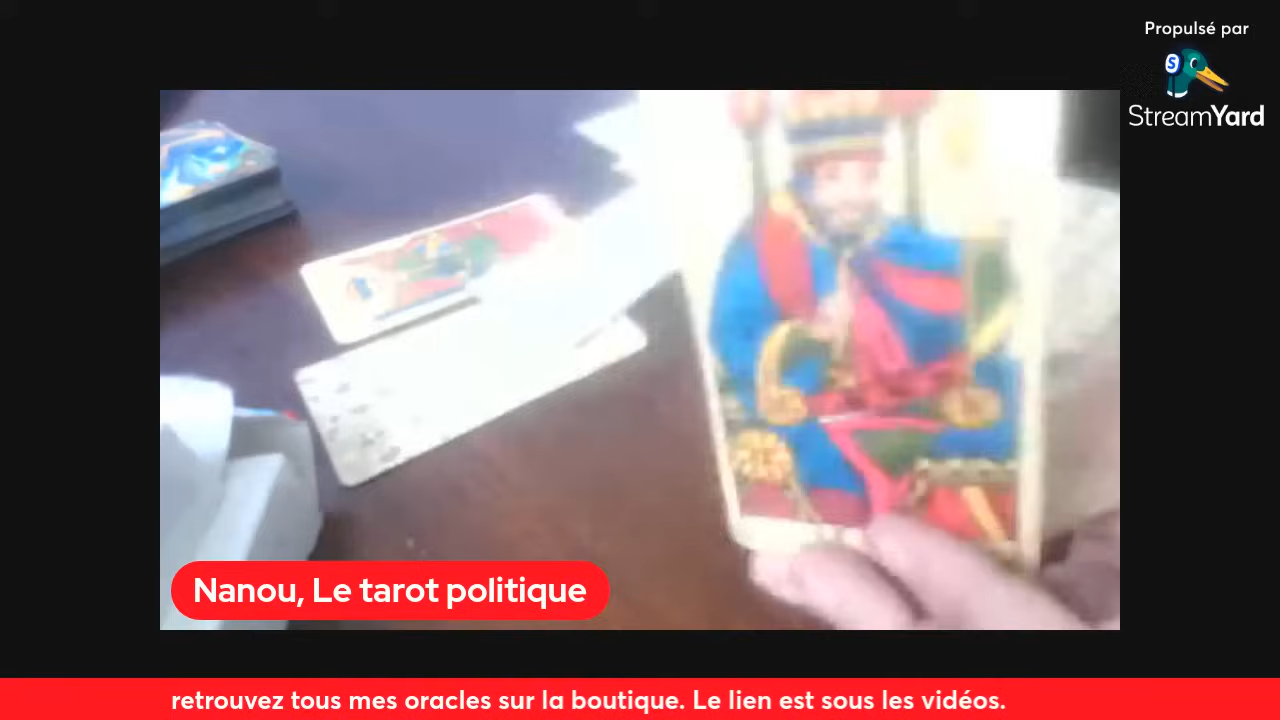 Propulsé par
StreamYard
Nanou, Le tarot politique
retrouvez tous mes oracles sur la boutique. Le lien est sous les vidéos.